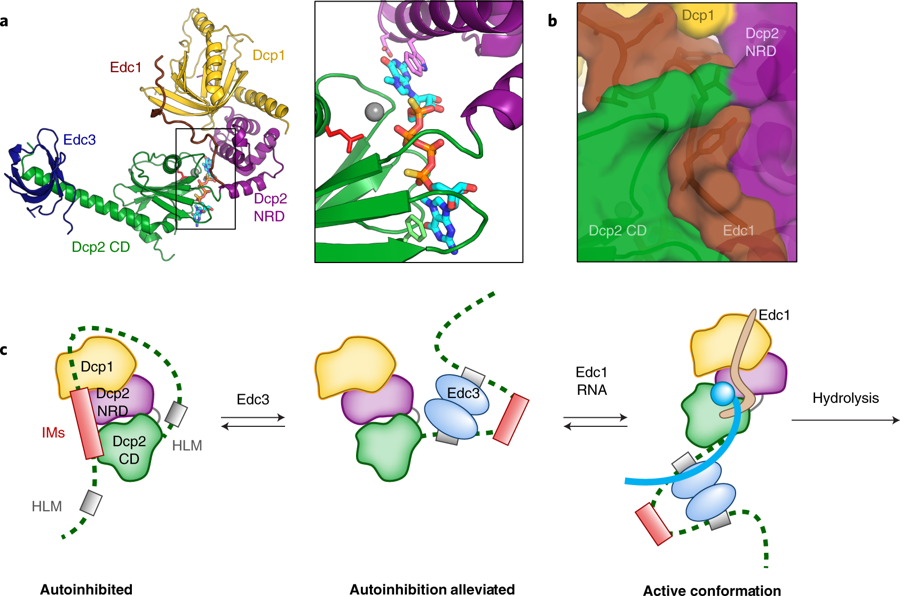 a
Edc1
Dcp1
Edc3
Dcp2
NRD
Dcp2 CD
b
Dcp1
Dcp2
NRD
Dcp2 CD
Edc1
c
Dcp1
Dcp2
NRD
IMs
Dcp2
CD
HLM
HLM
Autoinhibited
Edc3
Edc3
Autoinhibition alleviated
Edc1
RNA
Edc1
Active conformation
Hydrolysis